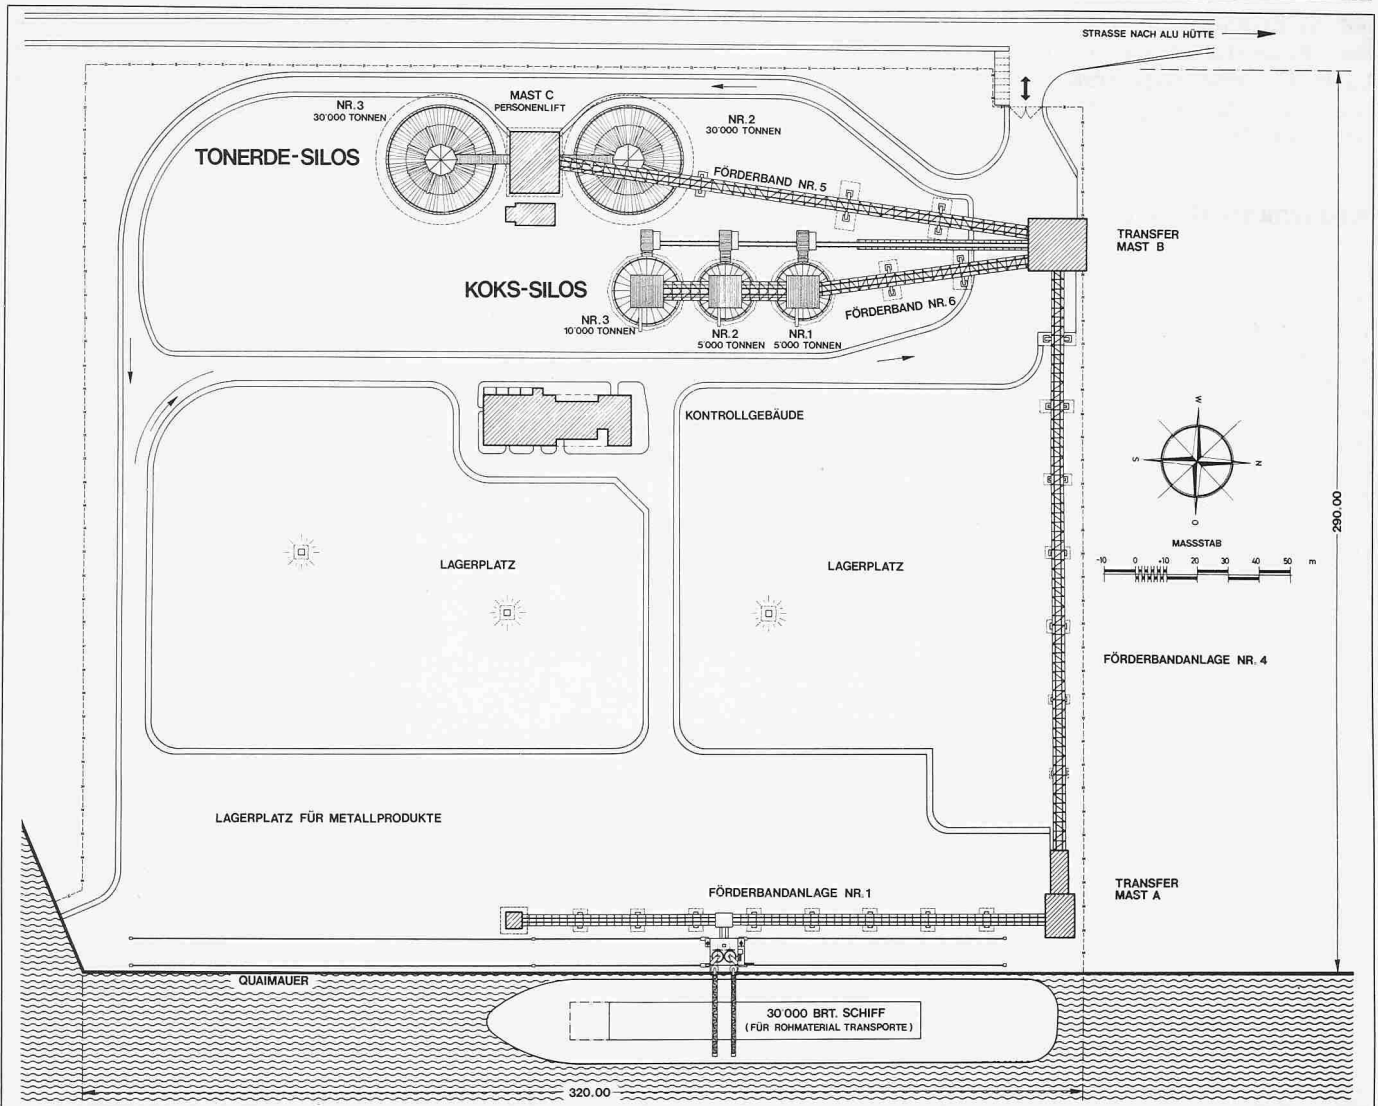 STRASSE NACH ALU HÜTTE
MAST C
PERSONENLIFT
NR.3
30'000 TONNEN
NR.2
30'000 TONNEN
TONERDE-SILOS
FÖRDERBAND NR.5
TRANSFER
MAST B
KOKS-SILOS
FÖRDERBAND NR.6
NR.3
10'000 TONNEN
NR.2
5'000 TONNEN
NR.1
5'000 TONNEN
KONTROLLGEBÄUDE
W
S
N
O
290.00
MASSSTAB
-10 0 +10 20 30 40 50 m
LAGERPLATZ
LAGERPLATZ
FÖRDERBANDANLAGE NR. 4
LAGERPLATZ FÜR METALLPRODUKTE
TRANSFER
MAST A
FÖRDERBANDANLAGE NR.1
QUAIMAUER
30'000 BRT. SCHIFF
(FÜR ROHMATERIAL TRANSPORTE)
320.00